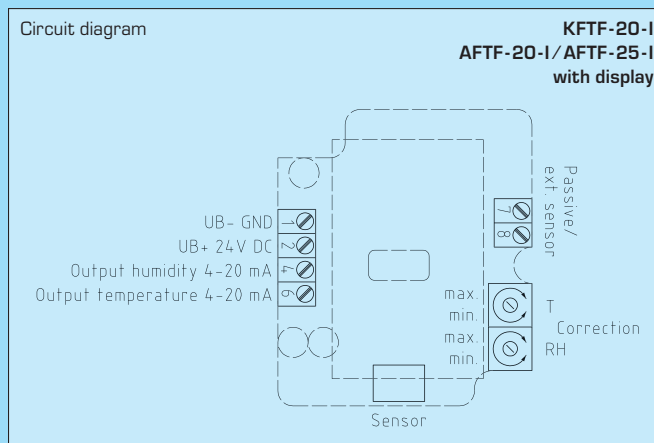 Circuit diagram
KFTF-20-I
AFTF-20-I/AFTF-25-I
with display
Passive/
ext. sensor
7
8
UB- GND 1
UB+ 24V DC 2
Output humidity 4-20 mA 4
Output temperature 4-20 mA 6
max.
min.
T
Correction
max.
min.
RH
Sensor